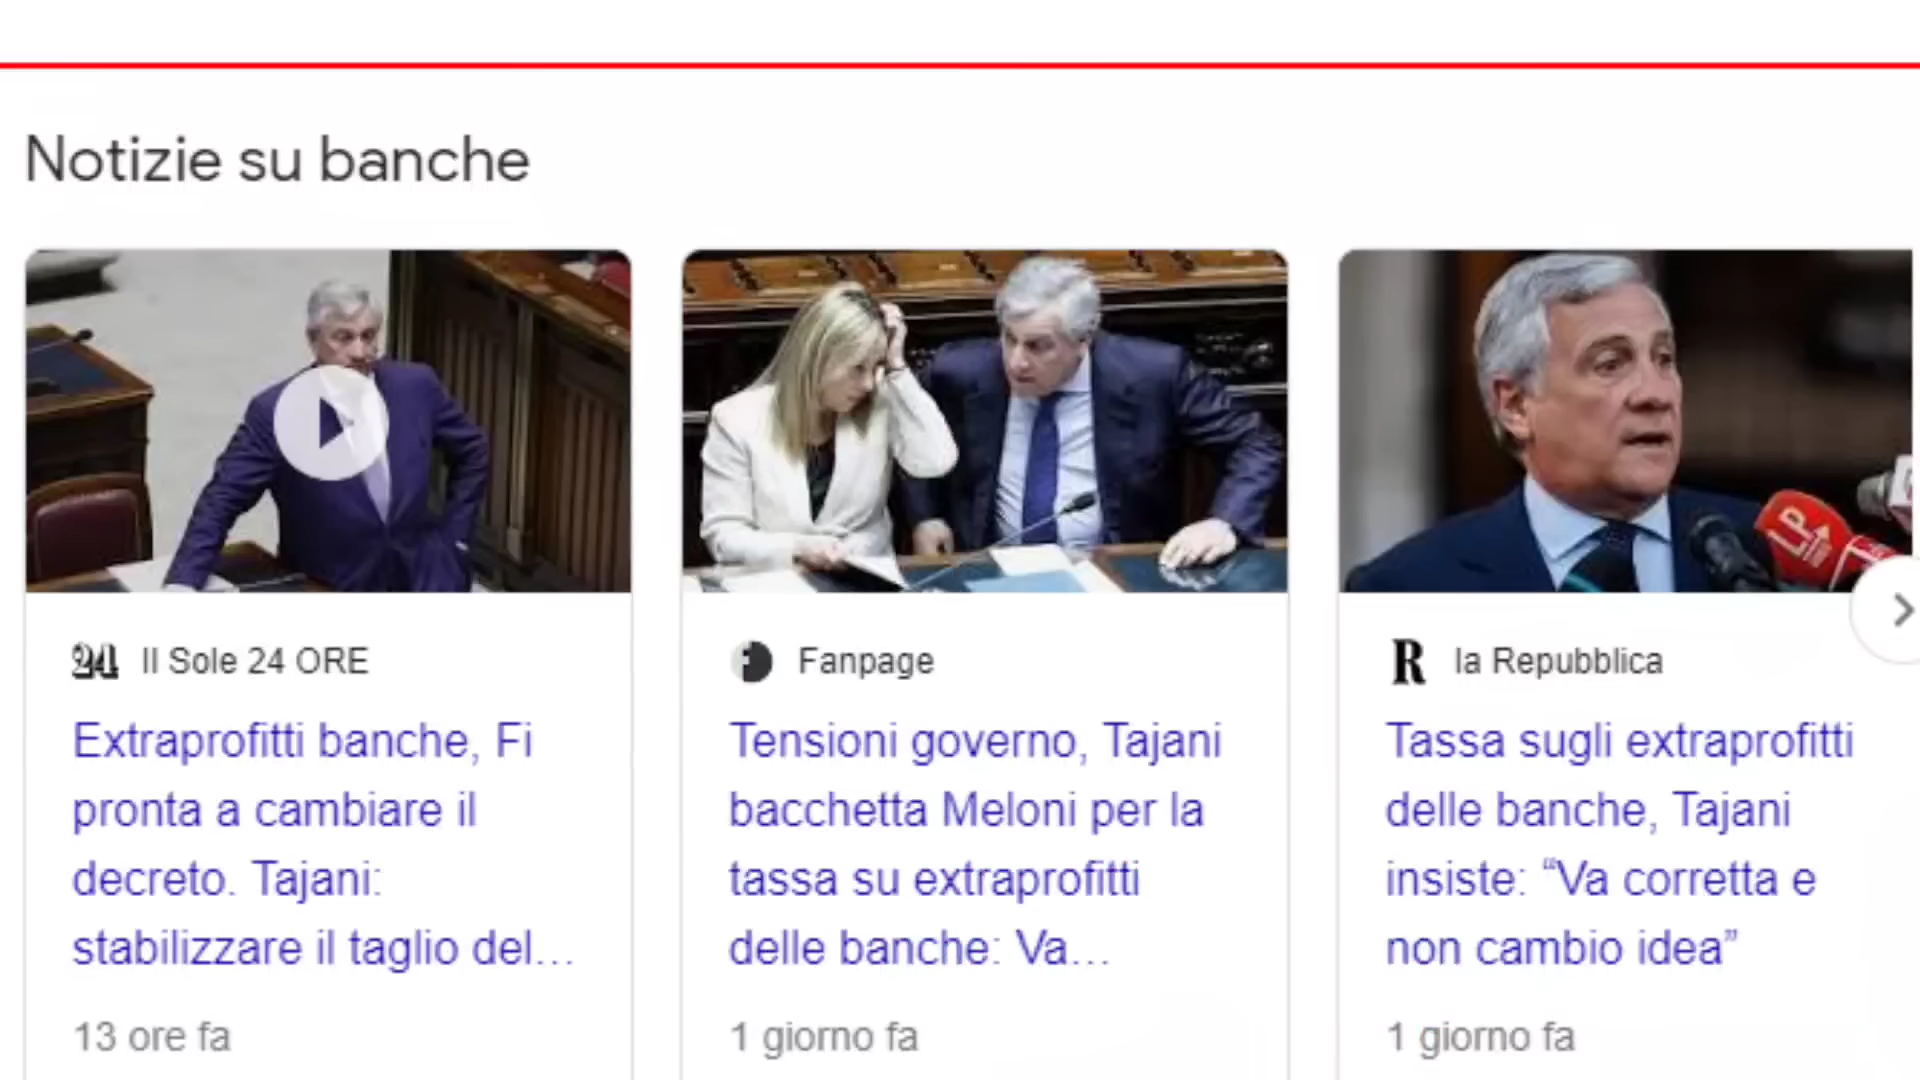 Notizie su banche
24 Il Sole 24 ORE
Extraprofitti banche, Fi
pronta a cambiare il
decreto. Tajani:
stabilizzare il taglio del...
13 ore fa
Fanpage
Tensioni governo, Tajani
bacchetta Meloni per la
tassa su extraprofitti
delle banche: Va...
1 giorno fa
LP
R la Repubblica
Tassa sugli extraprofitti
delle banche, Tajani
insiste: “Va corretta e
non cambio idea”
1 giorno fa